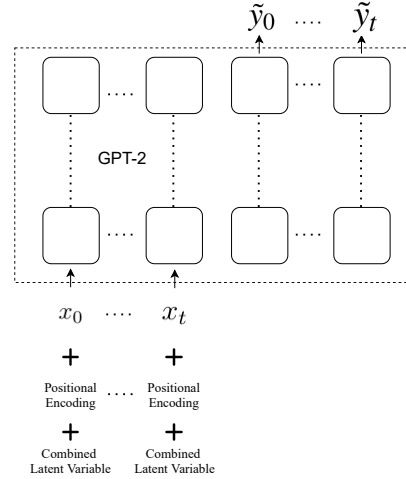 ỹ₀ .... ỹₜ
.... ....
GPT-2
.... ....
x₀ .... xₜ
+ +
Positional Encoding .... Positional Encoding
+ +
Combined Latent Variable Combined Latent Variable